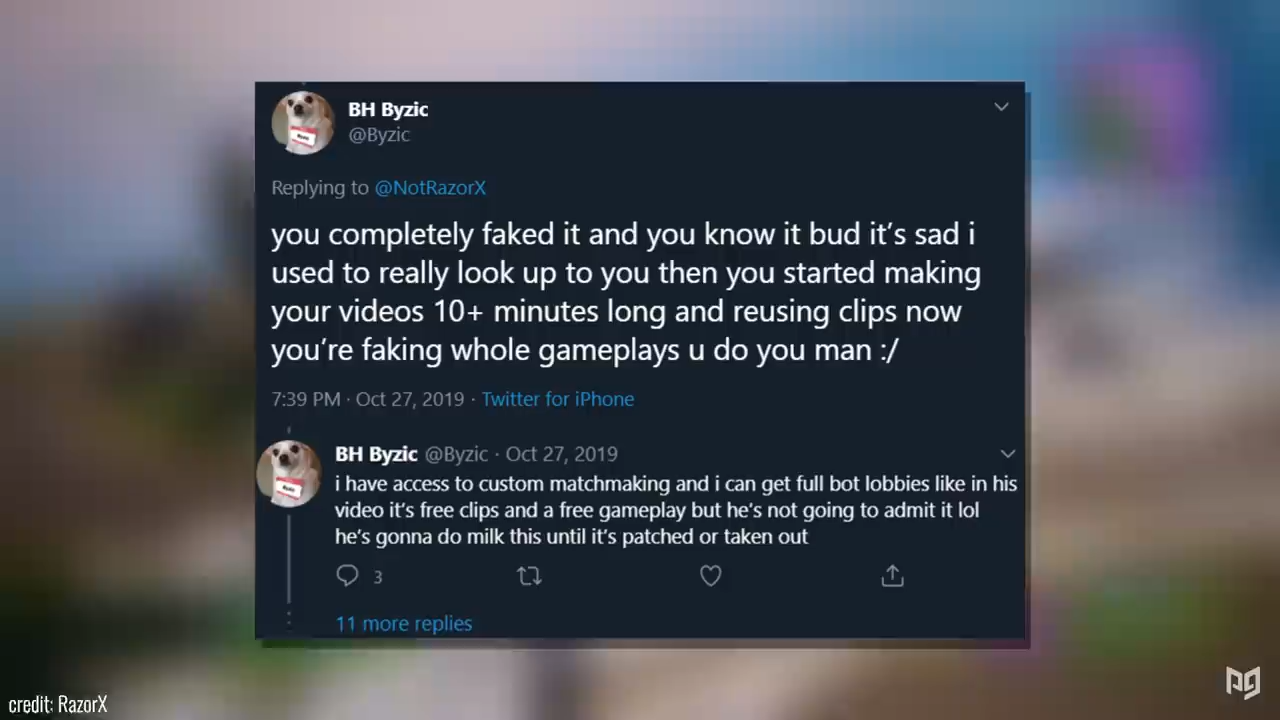 BH Byzic
@Byzic
Replying to @NotRazorX
you completely faked it and you know it bud it’s sad i
used to really look up to you then you started making
your videos 10+ minutes long and reusing clips now
you’re faking whole gameplays u do you man :/
7:39 PM · Oct 27, 2019 · Twitter for iPhone
BH Byzic @Byzic · Oct 27, 2019
i have access to custom matchmaking and i can get full bot lobbies like in his
video it’s free clips and a free gameplay but he’s not going to admit it lol
he’s gonna do milk this until it’s patched or taken out
3
11 more replies
credit: RazorX